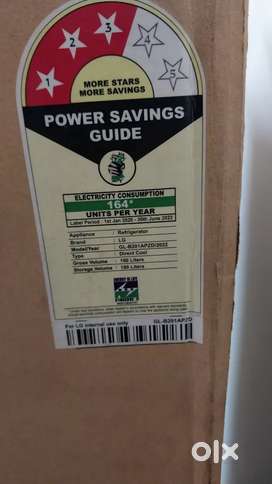 1 2 3 4 5
MORE STARS
MORE SAVINGS
POWER SAVINGS
GUIDE
ELECTRICITY CONSUMPTION
164*
UNITS PER YEAR
Label Period : 1st Jan 2020 - 30th June 2022
Appliance : Refrigerator
Brand : LG
Model/Year : GL-B201APZD/2022
Type : Direct Cool
Gross Volume : 190 Liters
Storage Volume :
For LG internal use only
GL-B201APZD
olx